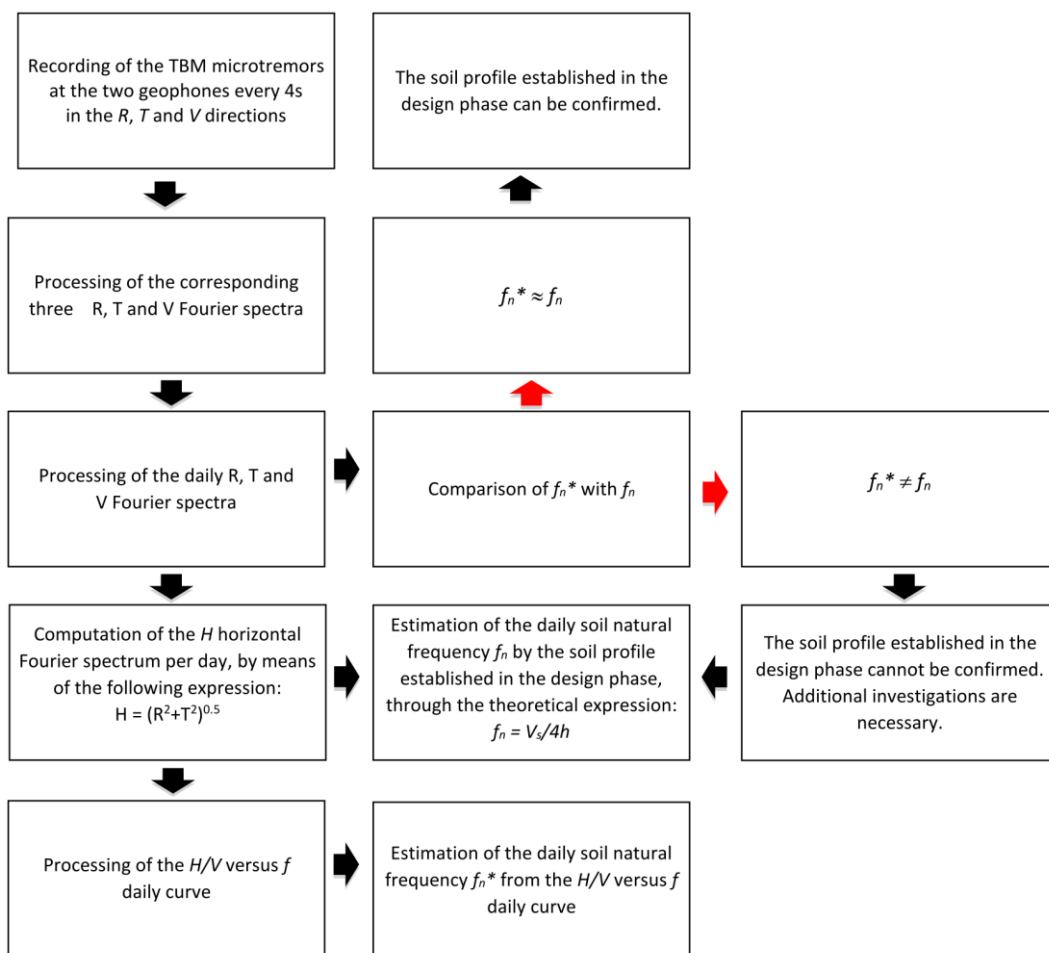 Recording of the TBM microtremors
at the two geophones every 4s
in the R, T and V directions
The soil profile established in the
design phase can be confirmed.
Processing of the corresponding
three R, T and V Fourier spectra
fn* ≈ fn
Processing of the daily R, T and
V Fourier spectra
Comparison of fn* with fn
fn* ≠ fn
Computation of the H horizontal
Fourier spectrum per day, by means
of the following expression:
H = (R²+T²)⁰·⁵
Estimation of the daily soil natural
frequency fn by the soil profile
established in the design phase,
through the theoretical expression:
fn = Vs/4h
The soil profile established in the
design phase cannot be confirmed.
Additional investigations are
necessary.
Processing of the H/V versus f
daily curve
Estimation of the daily soil natural
frequency fn* from the H/V versus f
daily curve